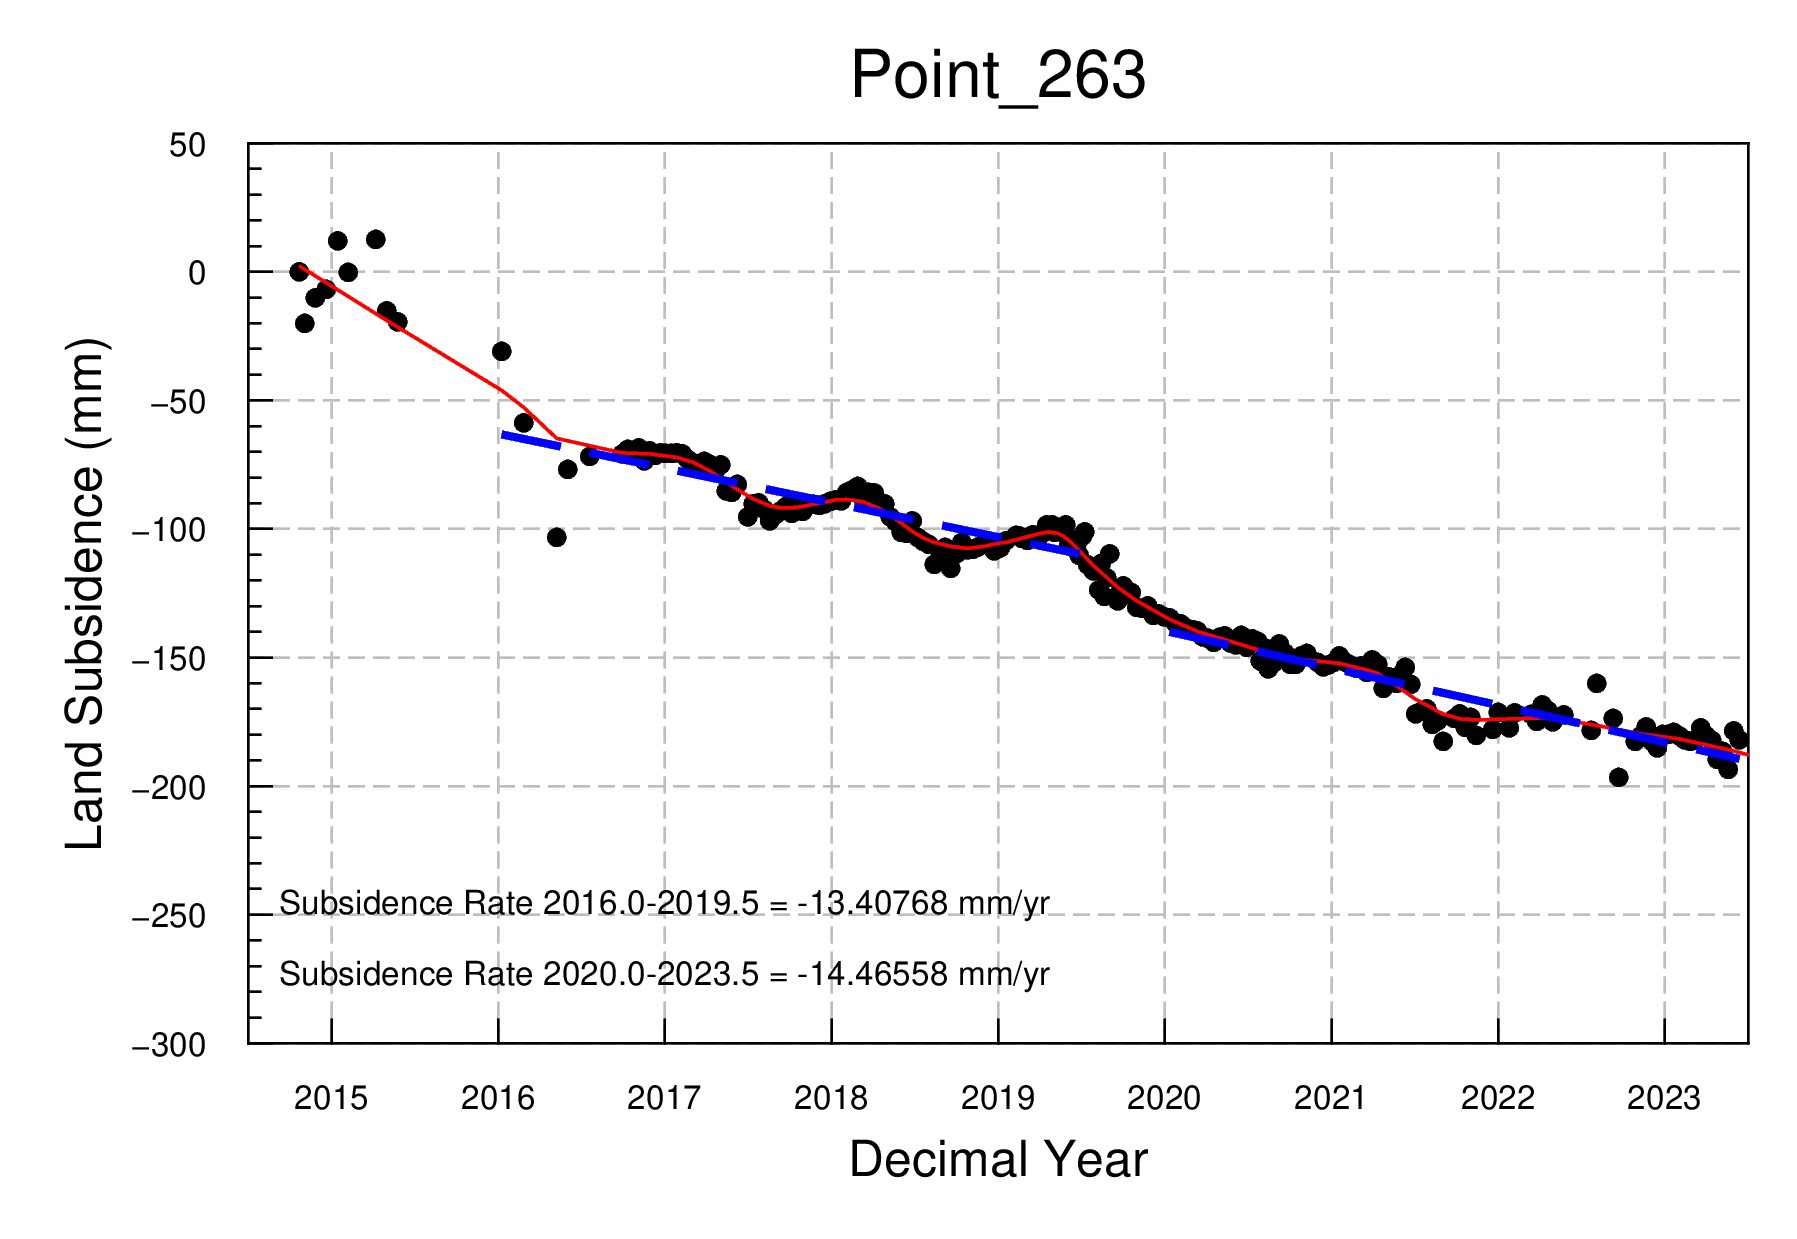 Point_263
50
0
−50
−100
−150
−200
−250
−300
Land Subsidence (mm)
Subsidence Rate 2016.0-2019.5 = -13.40768 mm/yr
Subsidence Rate 2020.0-2023.5 = -14.46558 mm/yr
2015 2016 2017 2018 2019 2020 2021 2022 2023
Decimal Year